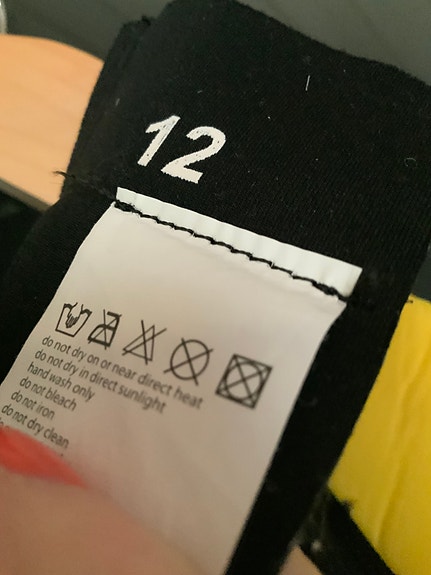 12
do not dry on or near direct heat
do not dry in direct sunlight
hand wash only
do not bleach
do not iron
do not dry clean